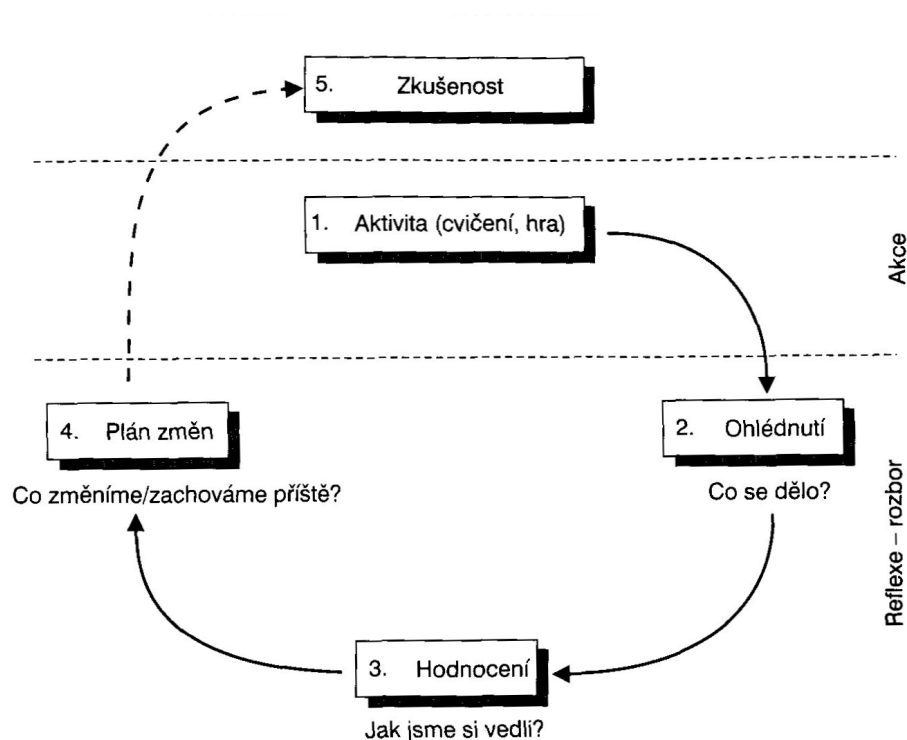 5. Zkušenost
1. Aktivita (cvičení, hra)
Akce
4. Plán změn
2. Ohlédnutí
Co změníme/zachováme příště?
Co se dělo?
Reflexe – rozbor
3. Hodnocení
Jak jsme si vedli?